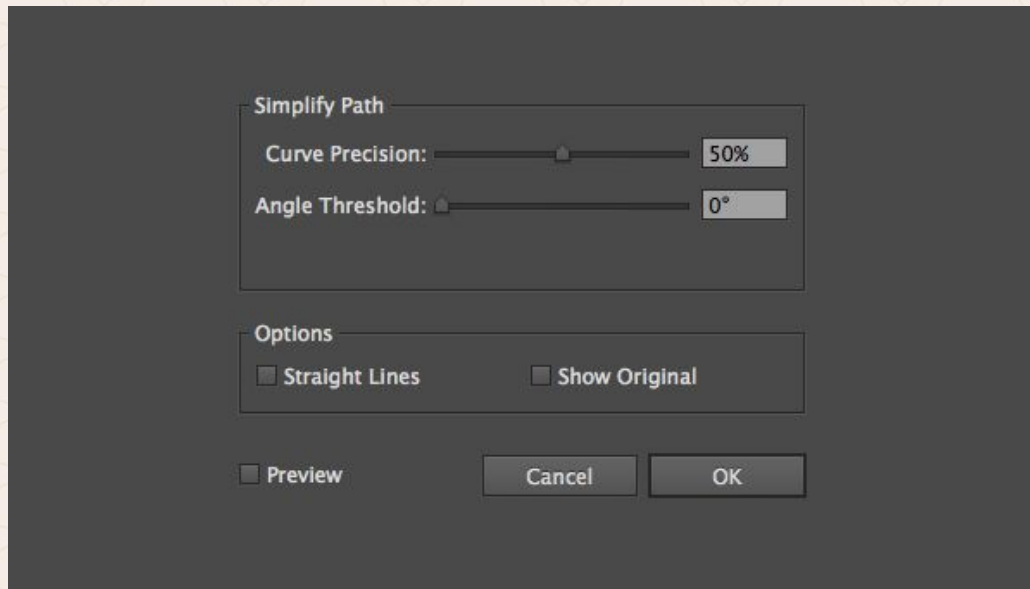 Simplify Path
Curve Precision: 50%
Angle Threshold: 0°
Options
Straight Lines Show Original
Preview Cancel OK